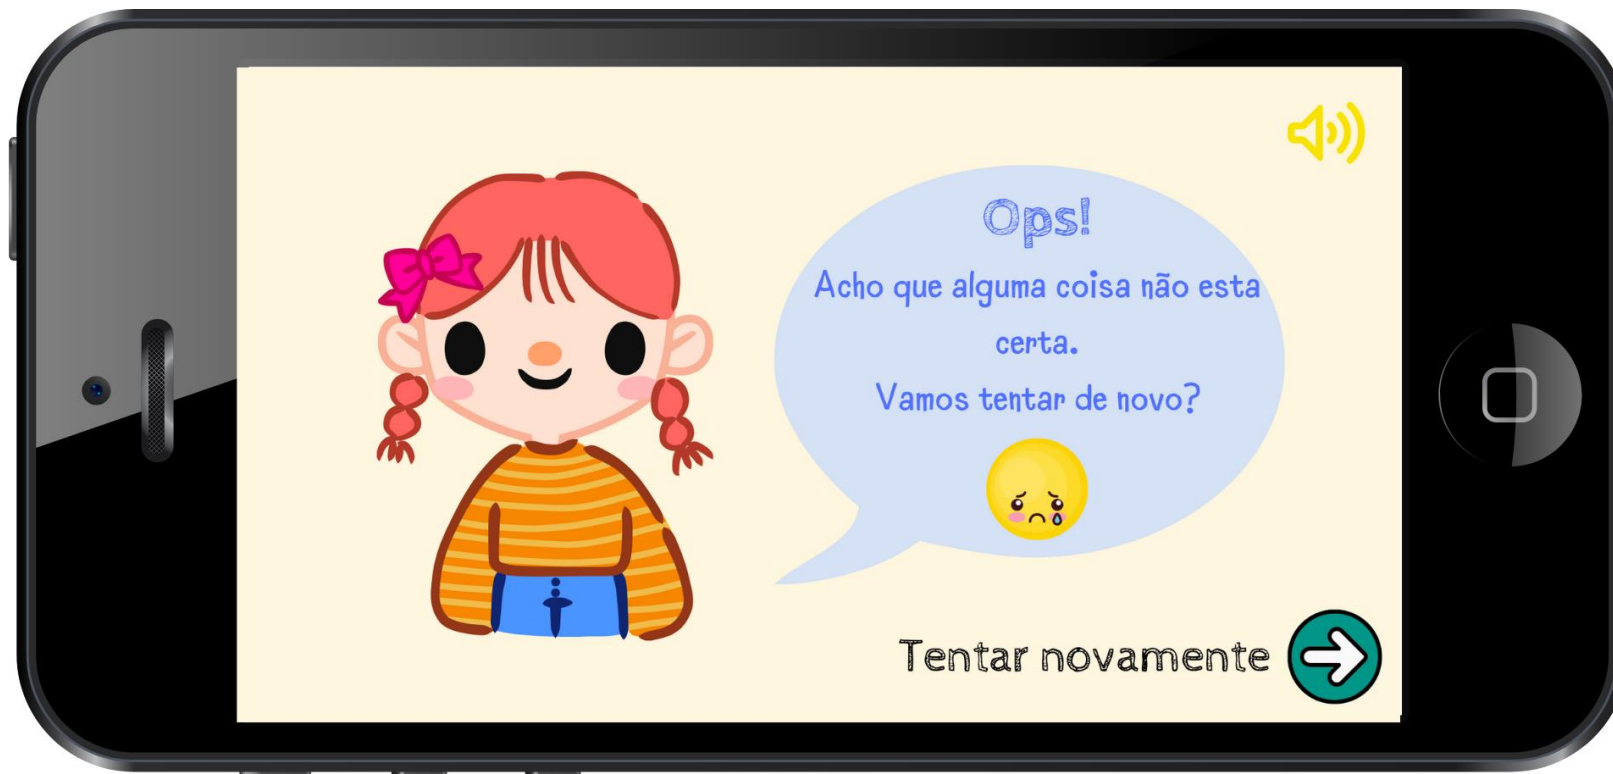 Ops!
Acho que alguma coisa não esta
certa.
Vamos tentar de novo?
Tentar novamente